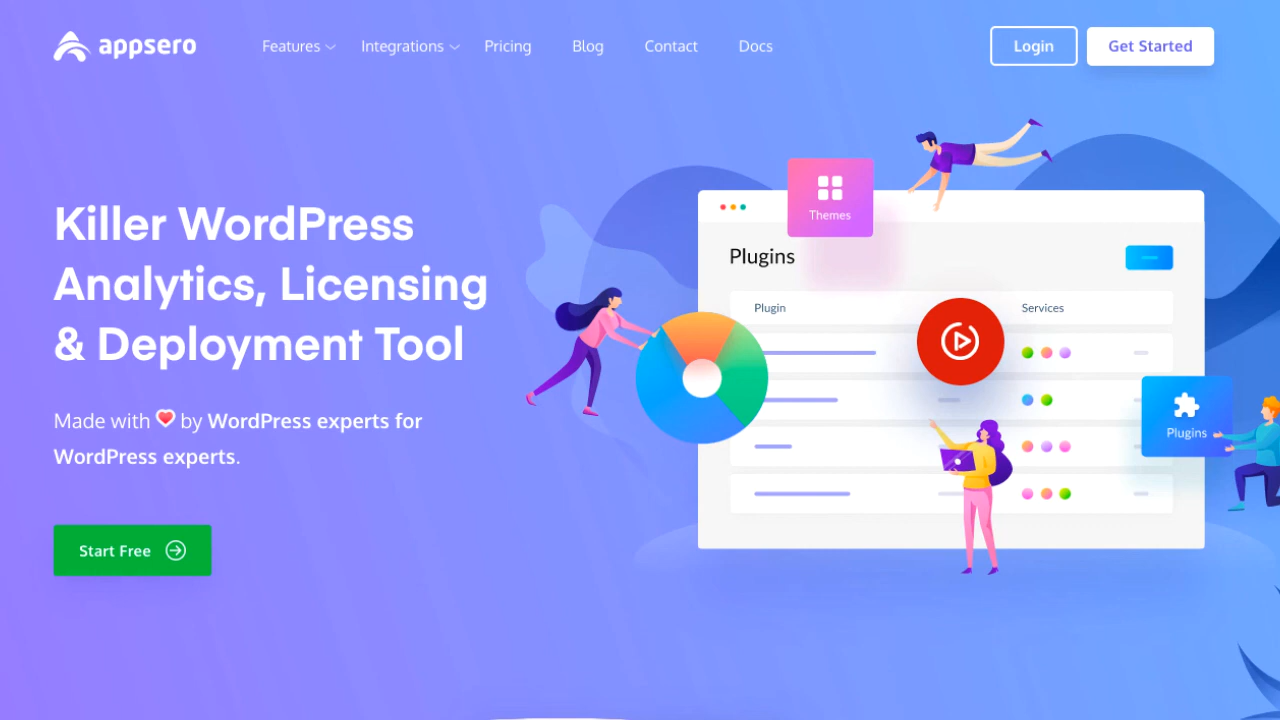 appsero
Features
Integrations
Pricing
Blog
Contact
Docs
Login
Get Started
Killer WordPress
Analytics, Licensing
& Deployment Tool
Made with ❤ by WordPress experts for
WordPress experts.
Start Free
Themes
Plugins
Plugin
Services
Plugins